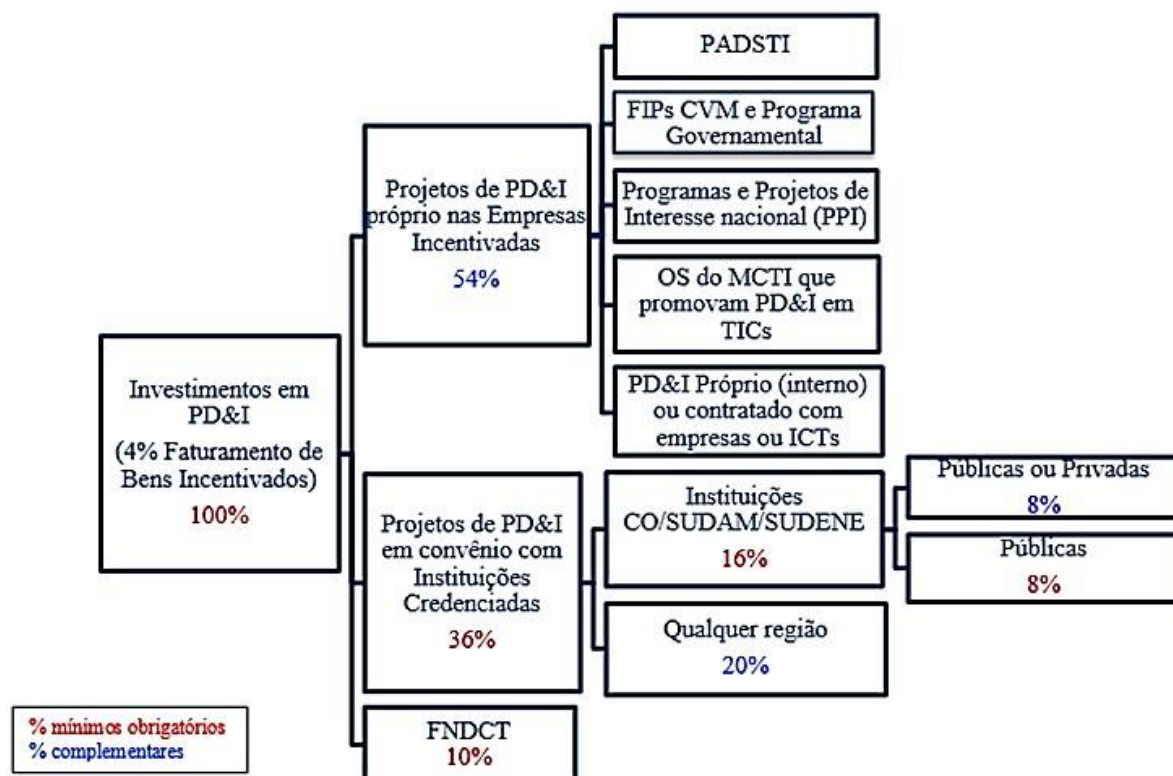 Investimentos em
PD&I
(4% Faturamento de
Bens Incentivados)
100%
Projetos de PD&I
próprio nas Empresas
Incentivadas
54%
PADSTI
FIPs CVM e Programa
Governamental
Programas e Projetos de
Interesse nacional (PPI)
OS do MCTI que
promovam PD&I em
TICs
PD&I Próprio (interno)
ou contratado com
empresas ou ICTs
Projetos de PD&I
em convênio com
Instituições
Credenciadas
36%
Instituições
CO/SUDAM/SUDENE
16%
Públicas ou Privadas
8%
Públicas
8%
Qualquer região
20%
FNDCT
10%
% mínimos obrigatórios
% complementares